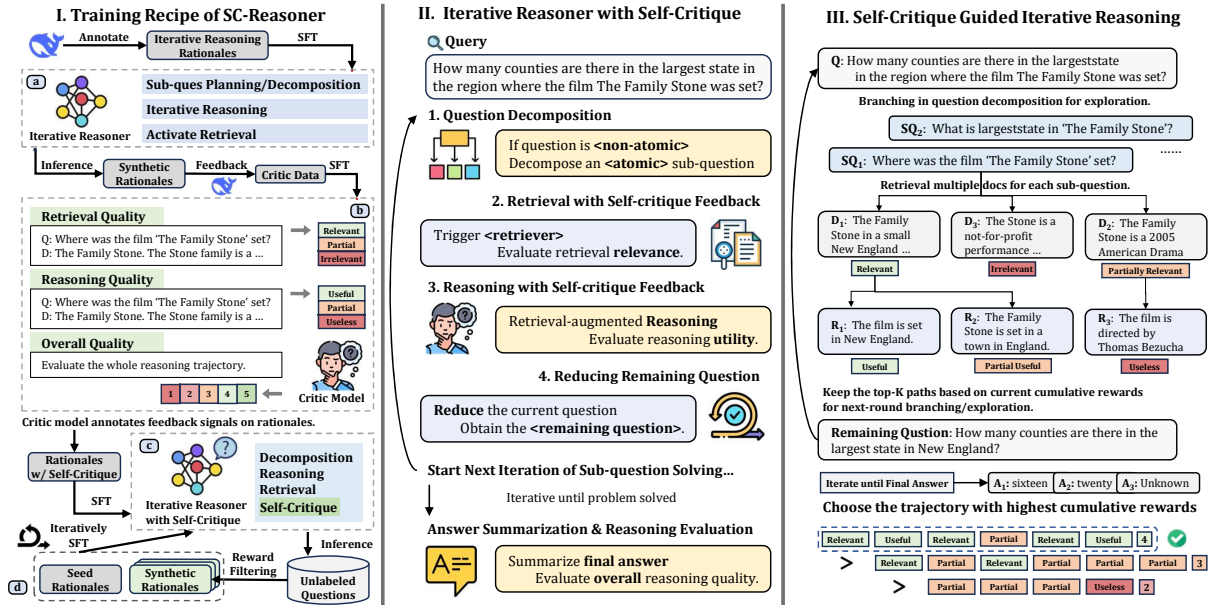 I. Training Recipe of SC-Reasoner
Annotate
Iterative Reasoning
Rationales
SFT
a
Iterative Reasoner
Sub-ques Planning/Decomposition
Iterative Reasoning
Activate Retrieval
Inference
Synthetic
Rationales
Feedback
Critic Data
SFT
b
Retrieval Quality
Q: Where was the film 'The Family Stone' set?
D: The Family Stone. The Stone family is a ...
Relevant
Partial
Irrelevant
Reasoning Quality
Q: Where was the film 'The Family Stone' set?
D: The Family Stone. The Stone family is a ...
Useful
Partial
Useless
Overall Quality
Evaluate the whole reasoning trajectory.
1 2 3 4 5
Critic Model
Critic model annotates feedback signals on rationales.
Rationales
w/ Self-Critique
SFT
c
Iterative Reasoner
with Self-Critique
Decomposition
Reasoning
Retrieval
Self-Critique
Iteratively
SFT
Inference
d
Seed
Rationales
Synthetic
Rationales
Reward
Filtering
Unlabeled
Questions
II. Iterative Reasoner with Self-Critique
Query
How many counties are there in the largest state in
the region where the film The Family Stone was set?
1. Question Decomposition
If question is <non-atomic>
Decompose an <atomic> sub-question
2. Retrieval with Self-critique Feedback
Trigger <retriever>
Evaluate retrieval relevance.
3. Reasoning with Self-critique Feedback
Retrieval-augmented Reasoning
Evaluate reasoning utility.
4. Reducing Remaining Question
Reduce the current question
Obtain the <remaining question>.
Start Next Iteration of Sub-question Solving...
Iterative until problem solved
Answer Summarization & Reasoning Evaluation
A
Summarize final answer
Evaluate overall reasoning quality.
III. Self-Critique Guided Iterative Reasoning
Q: How many counties are there in the largeststate
in the region where the film The Family Stone was set?
Branching in question decomposition for exploration.
SQ2: What is largeststate in 'The Family Stone'?
SQ1: Where was the film 'The Family Stone' set?
......
Retrieval multiple docs for each sub-question.
D1: The Family
Stone in a small
New England ...
Relevant
D3: The Stone is a
not-for-profit
performance ...
Irrelevant
D2: The Family
Stone is a 2005
American Drama
Partially Relevant
R1: The film is set
in New England.
Useful
R2: The Family
Stone is set in a
town in England.
Partial Useful
R3: The film is
directed by
Thomas Bezucha
Useless
Keep the top-K paths based on current cumulative rewards
for next-round branching/exploration.
Remaining Qustion: How many counties are there in the
largest state in New England?
Iterate until Final Answer
A1: sixteen
A2: twenty
A3: Unknown
Choose the trajectory with highest cumulative rewards
Relevant Useful Relevant Partial Relevant Useful 4
> Relevant Partial Relevant Partial Partial Partial 3
> Partial Partial Partial Useless 2